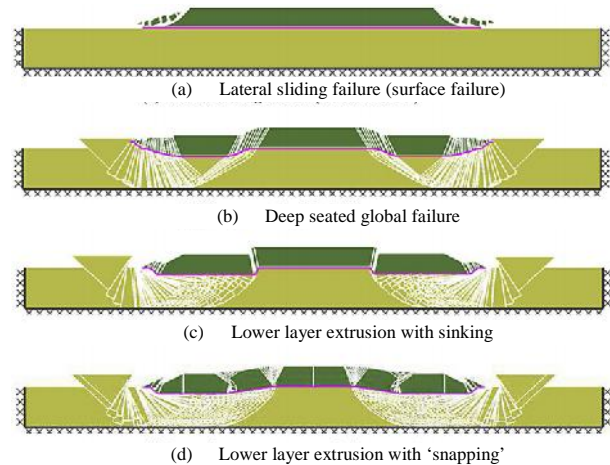 (a) Lateral sliding failure (surface failure)
(b) Deep seated global failure
(c) Lower layer extrusion with sinking
(d) Lower layer extrusion with ‘snapping’